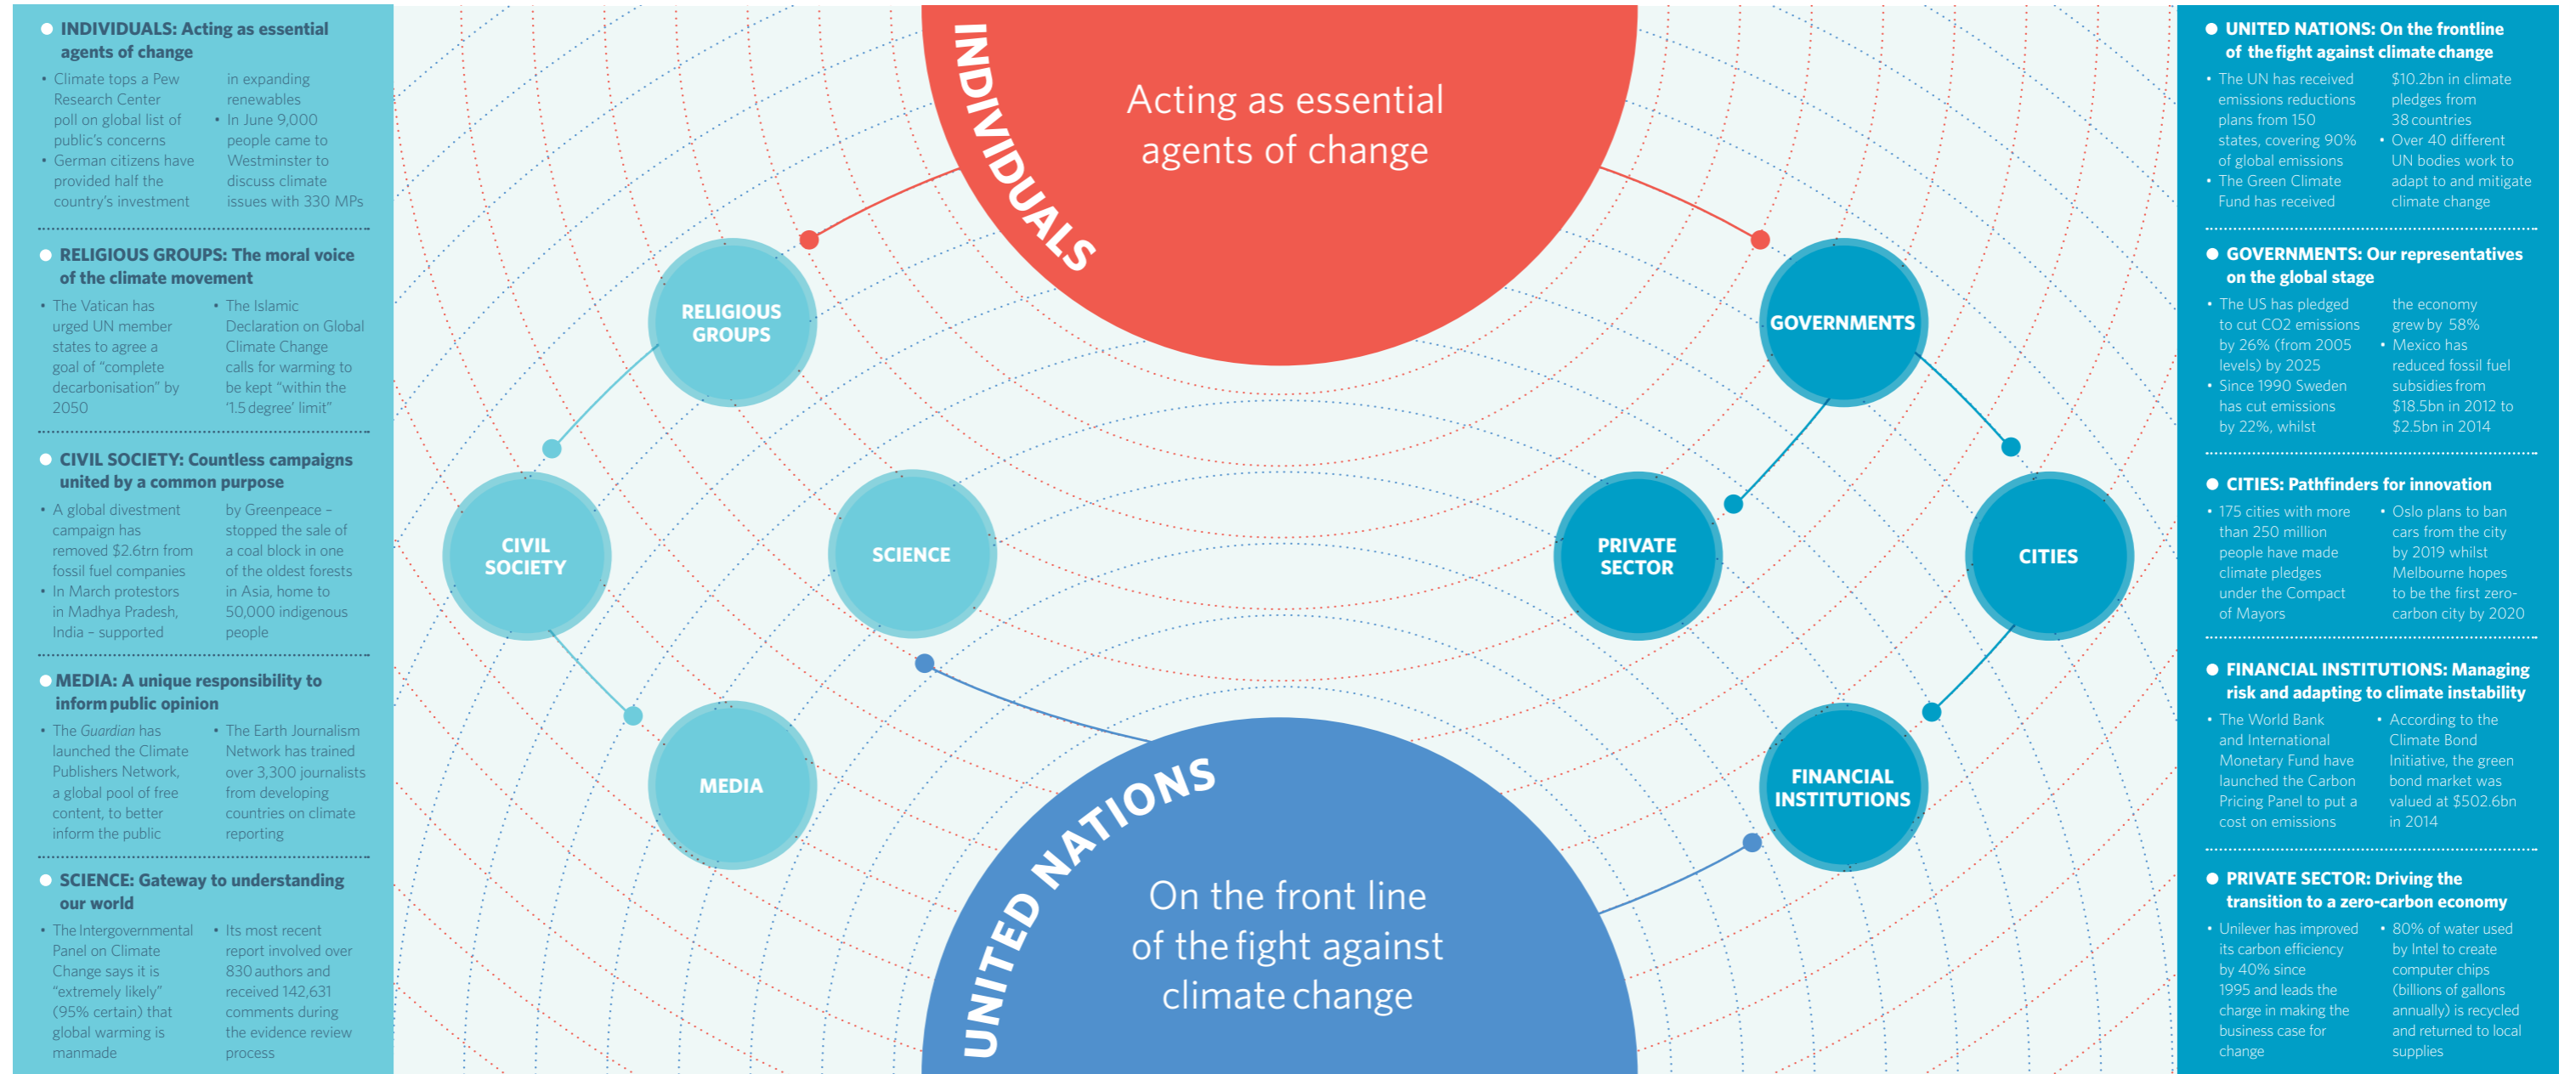 INDIVIDUALS: Acting as essential
agents of change
• Climate tops a Pew
Research Center
poll on global list of
public's concerns
• German citizens have
provided half the
country's investment
in expanding
renewables
• In June 9,000
people came to
Westminster to
discuss climate
issues with 330 MPs
RELIGIOUS GROUPS: The moral voice
of the climate movement
• The Vatican has
urged UN member
states to agree a
goal of “complete
decarbonisation” by
2050
• The Islamic
Declaration on Global
Climate Change
calls for warming to
be kept “within the
‘1.5 degree’ limit”
CIVIL SOCIETY: Countless campaigns
united by a common purpose
• A global divestment
campaign has
removed $2.6trn from
fossil fuel companies
• In March protestors
in Madhya Pradesh,
India – supported
by Greenpeace –
stopped the sale of
a coal block in one
of the oldest forests
in Asia, home to
50,000 indigenous
people
MEDIA: A unique responsibility to
inform public opinion
• The Guardian has
launched the Climate
Publishers Network,
a global pool of free
content, to better
inform the public
• The Earth Journalism
Network has trained
over 3,300 journalists
from developing
countries on climate
reporting
SCIENCE: Gateway to understanding
our world
• The Intergovernmental
Panel on Climate
Change says it is
“extremely likely”
(95% certain) that
global warming is
manmade
• Its most recent
report involved over
830 authors and
received 142,631
comments during
the evidence review
process
INDIVIDUALS
Acting as essential
agents of change
RELIGIOUS
GROUPS
GOVERNMENTS
CIVIL
SOCIETY
SCIENCE
PRIVATE
SECTOR
CITIES
MEDIA
FINANCIAL
INSTITUTIONS
UNITED NATIONS
On the front line
of the fight against
climate change
UNITED NATIONS: On the frontline
of the fight against climate change
• The UN has received
emissions reductions
plans from 150
states, covering 90%
of global emissions
• The Green Climate
Fund has received
$10.2bn in climate
pledges from
38 countries
• Over 40 different
UN bodies work to
adapt to and mitigate
climate change
GOVERNMENTS: Our representatives
on the global stage
• The US has pledged
to cut CO2 emissions
by 26% (from 2005
levels) by 2025
• Since 1990 Sweden
has cut emissions
by 22%, whilst
the economy
grew by 58%
• Mexico has
reduced fossil fuel
subsidies from
$18.5bn in 2012 to
$2.5bn in 2014
CITIES: Pathfinders for innovation
• 175 cities with more
than 250 million
people have made
climate pledges
under the Compact
of Mayors
• Oslo plans to ban
cars from the city
by 2019 whilst
Melbourne hopes
to be the first zero-
carbon city by 2020
FINANCIAL INSTITUTIONS: Managing
risk and adapting to climate instability
• The World Bank
and International
Monetary Fund have
launched the Carbon
Pricing Panel to put a
cost on emissions
• According to the
Climate Bond
Initiative, the green
bond market was
valued at $502.6bn
in 2014
PRIVATE SECTOR: Driving the
transition to a zero-carbon economy
• Unilever has improved
its carbon efficiency
by 40% since
1995 and leads the
charge in making the
business case for
change
• 80% of water used
by Intel to create
computer chips
(billions of gallons
annually) is recycled
and returned to local
supplies